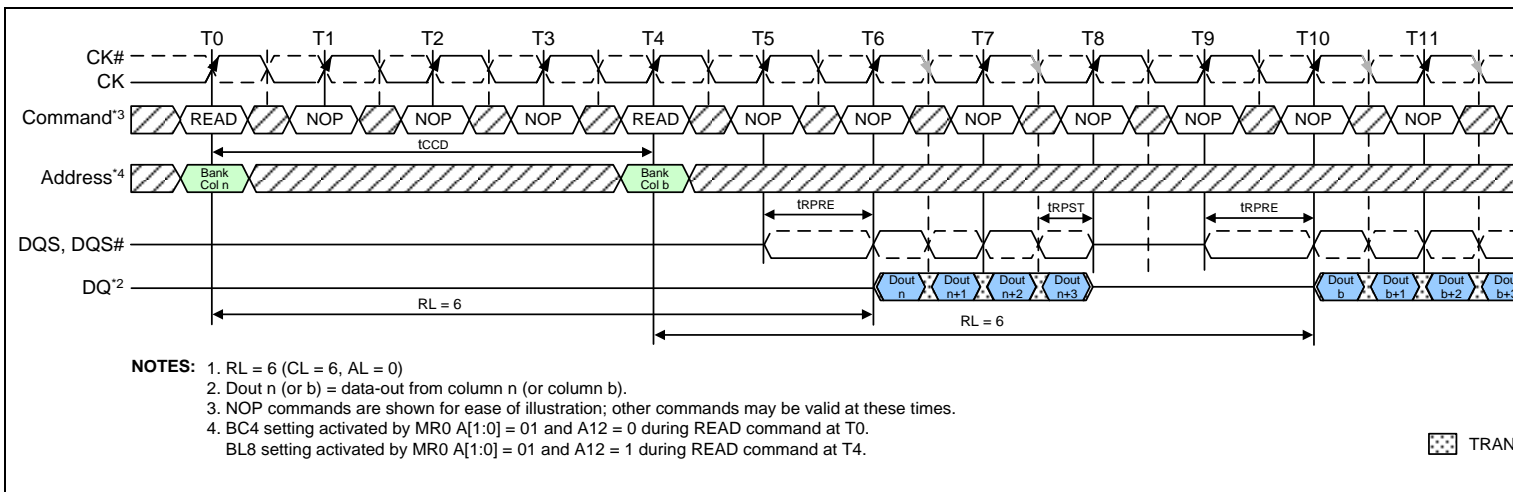 T0 T1 T2 T3 T4 T5 T6 T7 T8 T9 T10 T11
CK#
CK
Command*3 READ NOP NOP NOP READ NOP NOP NOP NOP NOP NOP NOP
tCCD
Address*4 Bank Col n Bank Col b
tRPRE tRPST tRPRE
DQS, DQS#
DQ*2 Dout n Dout n+1 Dout n+2 Dout n+3 Dout b Dout b+1 Dout b+2 Dout b+3
RL = 6
RL = 6
NOTES: 1. RL = 6 (CL = 6, AL = 0)
2. Dout n (or b) = data-out from column n (or column b).
3. NOP commands are shown for ease of illustration; other commands may be valid at these times.
4. BC4 setting activated by MR0 A[1:0] = 01 and A12 = 0 during READ command at T0.
BL8 setting activated by MR0 A[1:0] = 01 and A12 = 1 during READ command at T4.
TRAN